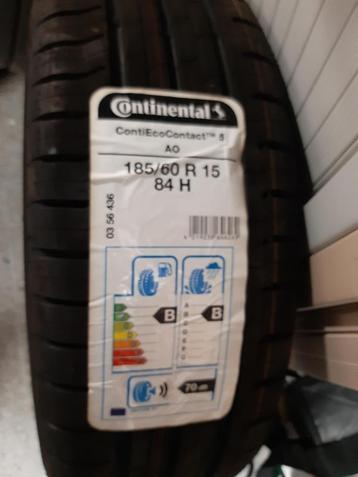 Continental
ContiEcoContact™ 5
AO
185/60 R 15
84 H
03 56 436
B
B
70 dB